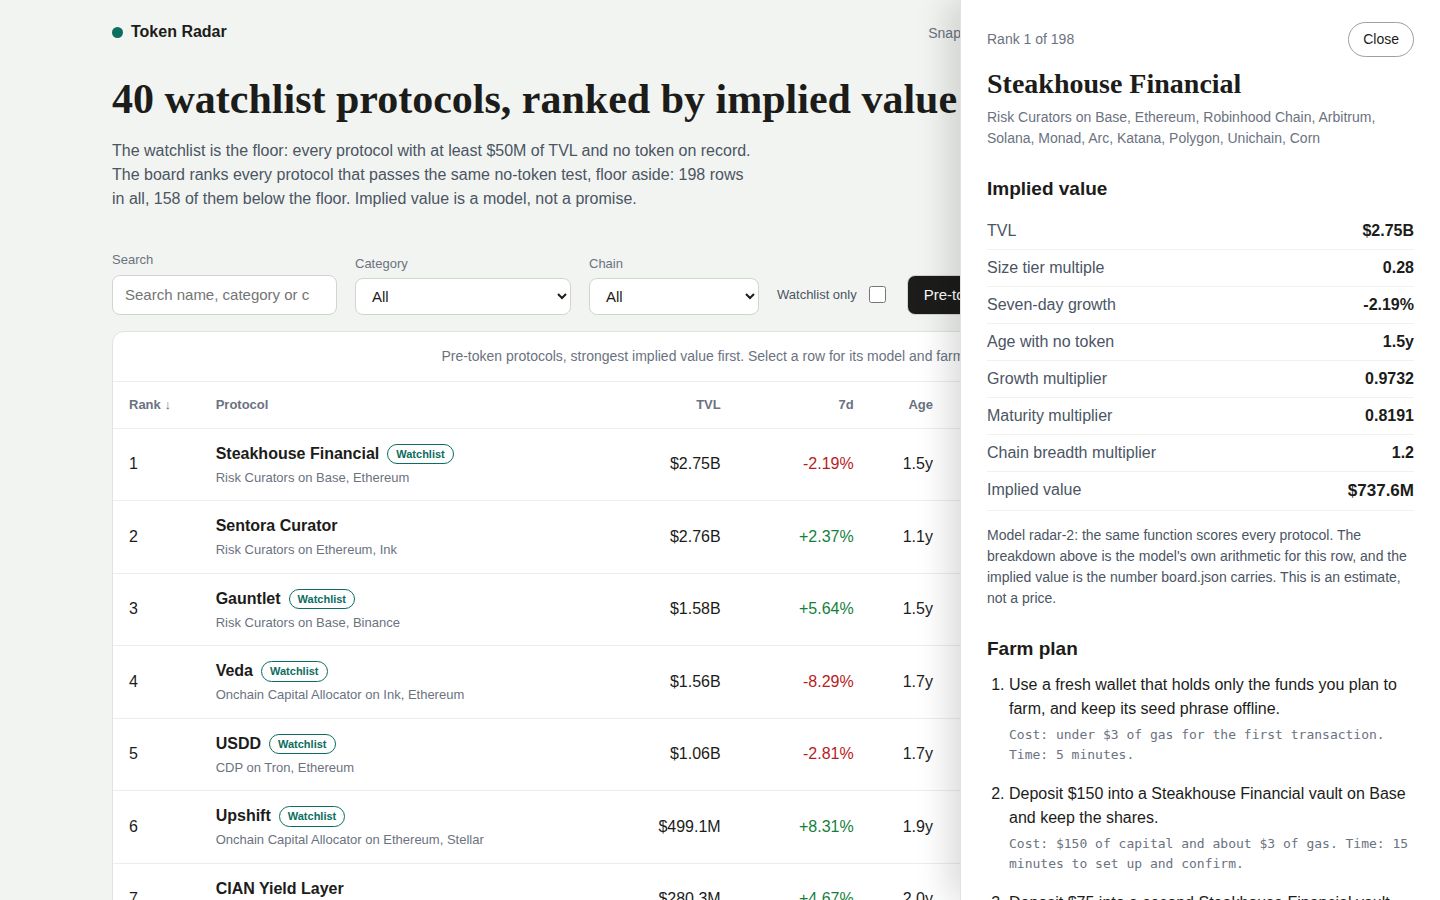 Token Radar
Snap
40 watchlist protocols, ranked by implied value
The watchlist is the floor: every protocol with at least $50M of TVL and no token on record.
The board ranks every protocol that passes the same no-token test, floor aside: 198 rows
in all, 158 of them below the floor. Implied value is a model, not a promise.
Search
Category
Chain
Search name, category or c
All
All
Watchlist only
Pre-to
Pre-token protocols, strongest implied value first. Select a row for its model and farm
Rank ↓ Protocol TVL 7d Age
1 Steakhouse Financial Watchlist $2.75B -2.19% 1.5y
Risk Curators on Base, Ethereum
2 Sentora Curator $2.76B +2.37% 1.1y
Risk Curators on Ethereum, Ink
3 Gauntlet Watchlist $1.58B +5.64% 1.5y
Risk Curators on Base, Binance
4 Veda Watchlist $1.56B -8.29% 1.7y
Onchain Capital Allocator on Ink, Ethereum
5 USDD Watchlist $1.06B -2.81% 1.7y
CDP on Tron, Ethereum
6 Upshift Watchlist $499.1M +8.31% 1.9y
Onchain Capital Allocator on Ethereum, Stellar
7 CIAN Yield Layer $280.3M +4.67% 2.0y
Rank 1 of 198
Close
Steakhouse Financial
Risk Curators on Base, Ethereum, Robinhood Chain, Arbitrum,
Solana, Monad, Arc, Katana, Polygon, Unichain, Corn
Implied value
TVL $2.75B
Size tier multiple 0.28
Seven-day growth -2.19%
Age with no token 1.5y
Growth multiplier 0.9732
Maturity multiplier 0.8191
Chain breadth multiplier 1.2
Implied value $737.6M
Model radar-2: the same function scores every protocol. The
breakdown above is the model's own arithmetic for this row, and the
implied value is the number board.json carries. This is an estimate,
not a price.
Farm plan
1. Use a fresh wallet that holds only the funds you plan to
farm, and keep its seed phrase offline.
Cost: under $3 of gas for the first transaction.
Time: 5 minutes.
2. Deposit $150 into a Steakhouse Financial vault on Base
and keep the shares.
Cost: $150 of capital and about $3 of gas. Time: 15
minutes to set up and confirm.
3. Deposit $75 into a second Steakhouse Financial vault